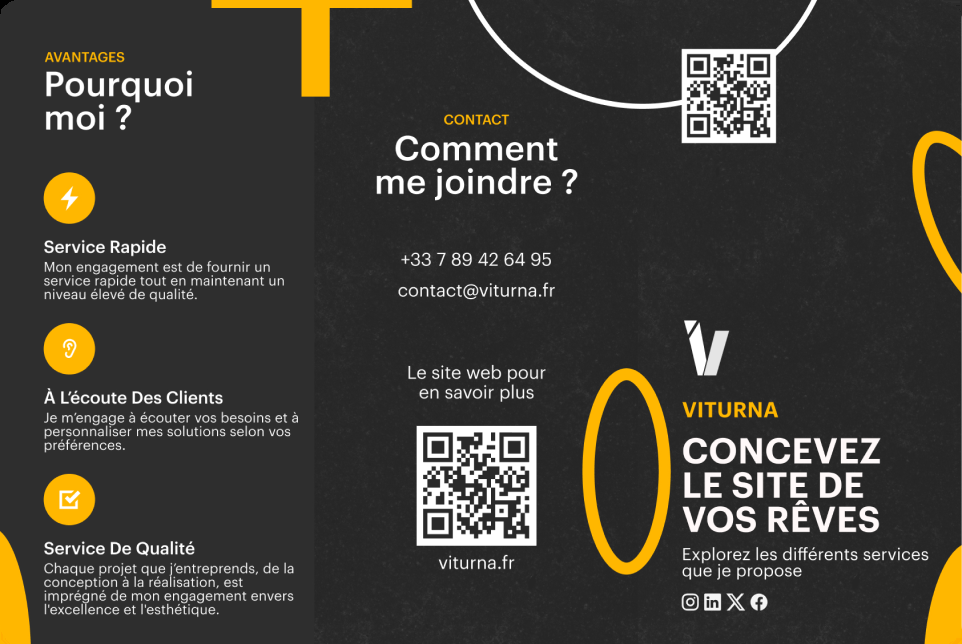 AVANTAGES
Pourquoi
moi ?
Service Rapide
Mon engagement est de fournir un
service rapide tout en maintenant un
niveau élevé de qualité.
À L’écoute Des Clients
Je m’engage à écouter vos besoins et à
personnaliser mes solutions selon vos
préférences.
Service De Qualité
Chaque projet que j’entreprends, de la
conception à la réalisation, est
imprégné de mon engagement envers
l'excellence et l'esthétique.
CONTACT
Comment
me joindre ?
+33 7 89 42 64 95
contact@viturna.fr
Le site web pour
en savoir plus
viturna.fr
VITURNA
CONCEVEZ
LE SITE DE
VOS RÊVES
Explorez les différents services
que je propose